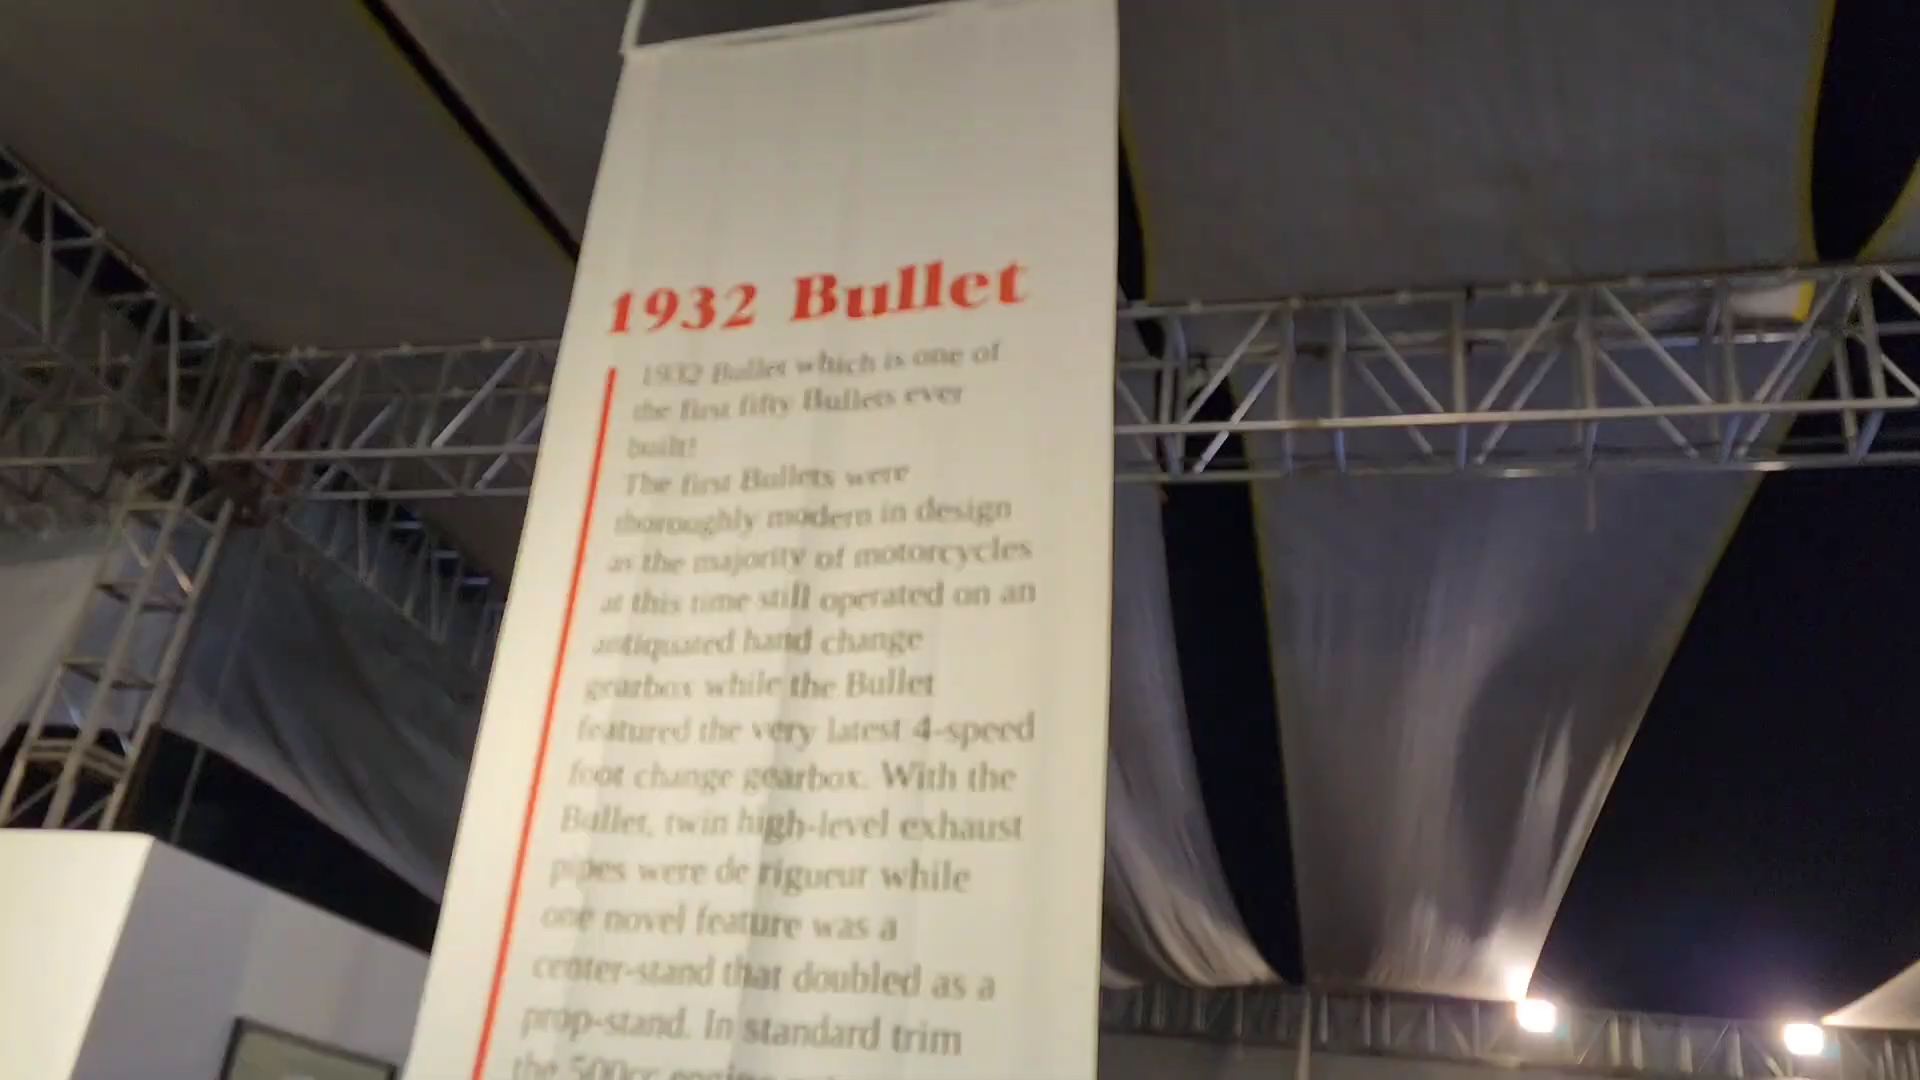 1932 Bullet
1932 Bullet which is one of
the first fifty Bullets ever
built!
The first Bullets were
thoroughly modern in design
as the majority of motorcycles
at this time still operated on an
antiquated hand change
gearbox while the Bullet
featured the very latest 4-speed
foot change gearbox. With the
Bullet, twin high-level exhaust
pipes were de rigueur while
one novel feature was a
center-stand that doubled as a
prop-stand. In standard trim
the 500cc engine